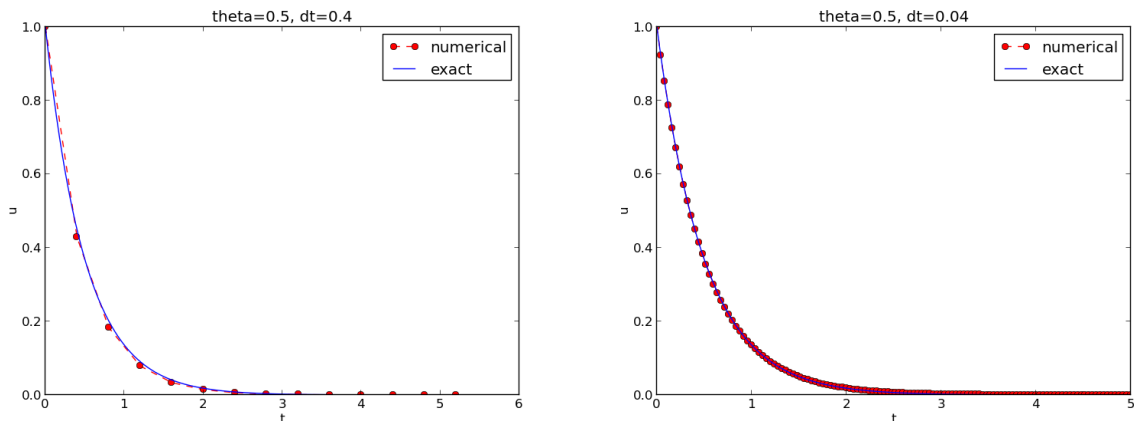 theta=0.5, dt=0.4
1.0
0.8
0.6
0.4
0.2
0.0
u
0 1 2 3 4 5 6
t
numerical
exact
theta=0.5, dt=0.04
1.0
0.8
0.6
0.4
0.2
0.0
u
0 1 2 3 4 5
t
numerical
exact